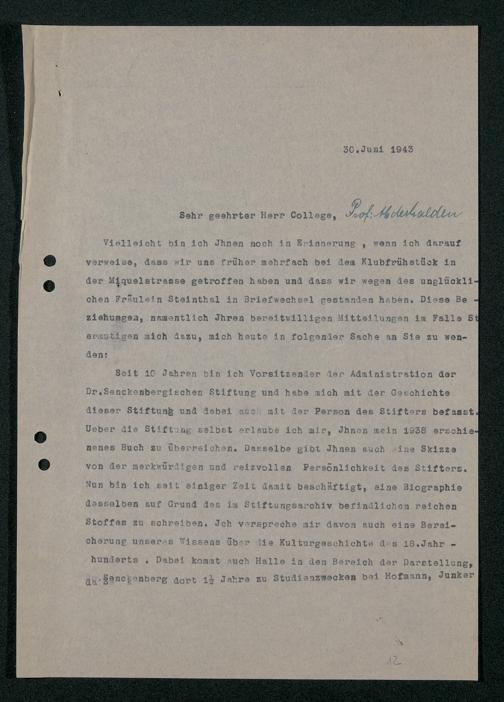 30.Juni 1943
Sehr geehrter Herr College, Prof. Abderhalden
Vielleicht bin ich Jhnen noch in Erinnerung , wenn ich darauf
verweise, dass wir uns früher mehrfach bei dem Klubfrühstück in
der Miquelstrasse getroffen haben und dass wir wegen des unglückli-
chen Fräulein Steinthal in Briefwechsel gestanden haben. Diese Be -
ziehungen, namentlich Jhren bereitwilligen Mitteilungen im Falle St
ermutigen mich dazu, mich heute in folgender Sache an Sie zu wen-
den:
Seit 10 Jahren bin ich Vorsitzender der Administration der
Dr.Senckenbergischen Stiftung und habe mich mit der Geschichte
dieser Stiftung und dabei auch mit der Person des Stifters befasst.
Ueber die Stiftung selbst erlaube ich mir, Jhnen mein 1938 erschie-
nenes Buch zu überreichen. Dasselbe gibt Jhnen auch eine Skizze
von der merkwürdigen und reizvollen Persönlichkeit des Stifters.
Nun bin ich seit einiger Zeit damit beschäftigt, eine Biographie
desselben auf Grund des im Stiftungsarchiv befindlichen reichen
Stoffes zu schreiben. Jch verspreche mir davon auch eine Berei-
cherung unseres Wissens über die Kulturgeschichte des 18.Jahr -
hunderts . Dabei kommt auch Halle in den Bereich der Darstellung,
da Senckenberg dort 1½ Jahre zu Studienzwecken bei Hofmann, Junker
12